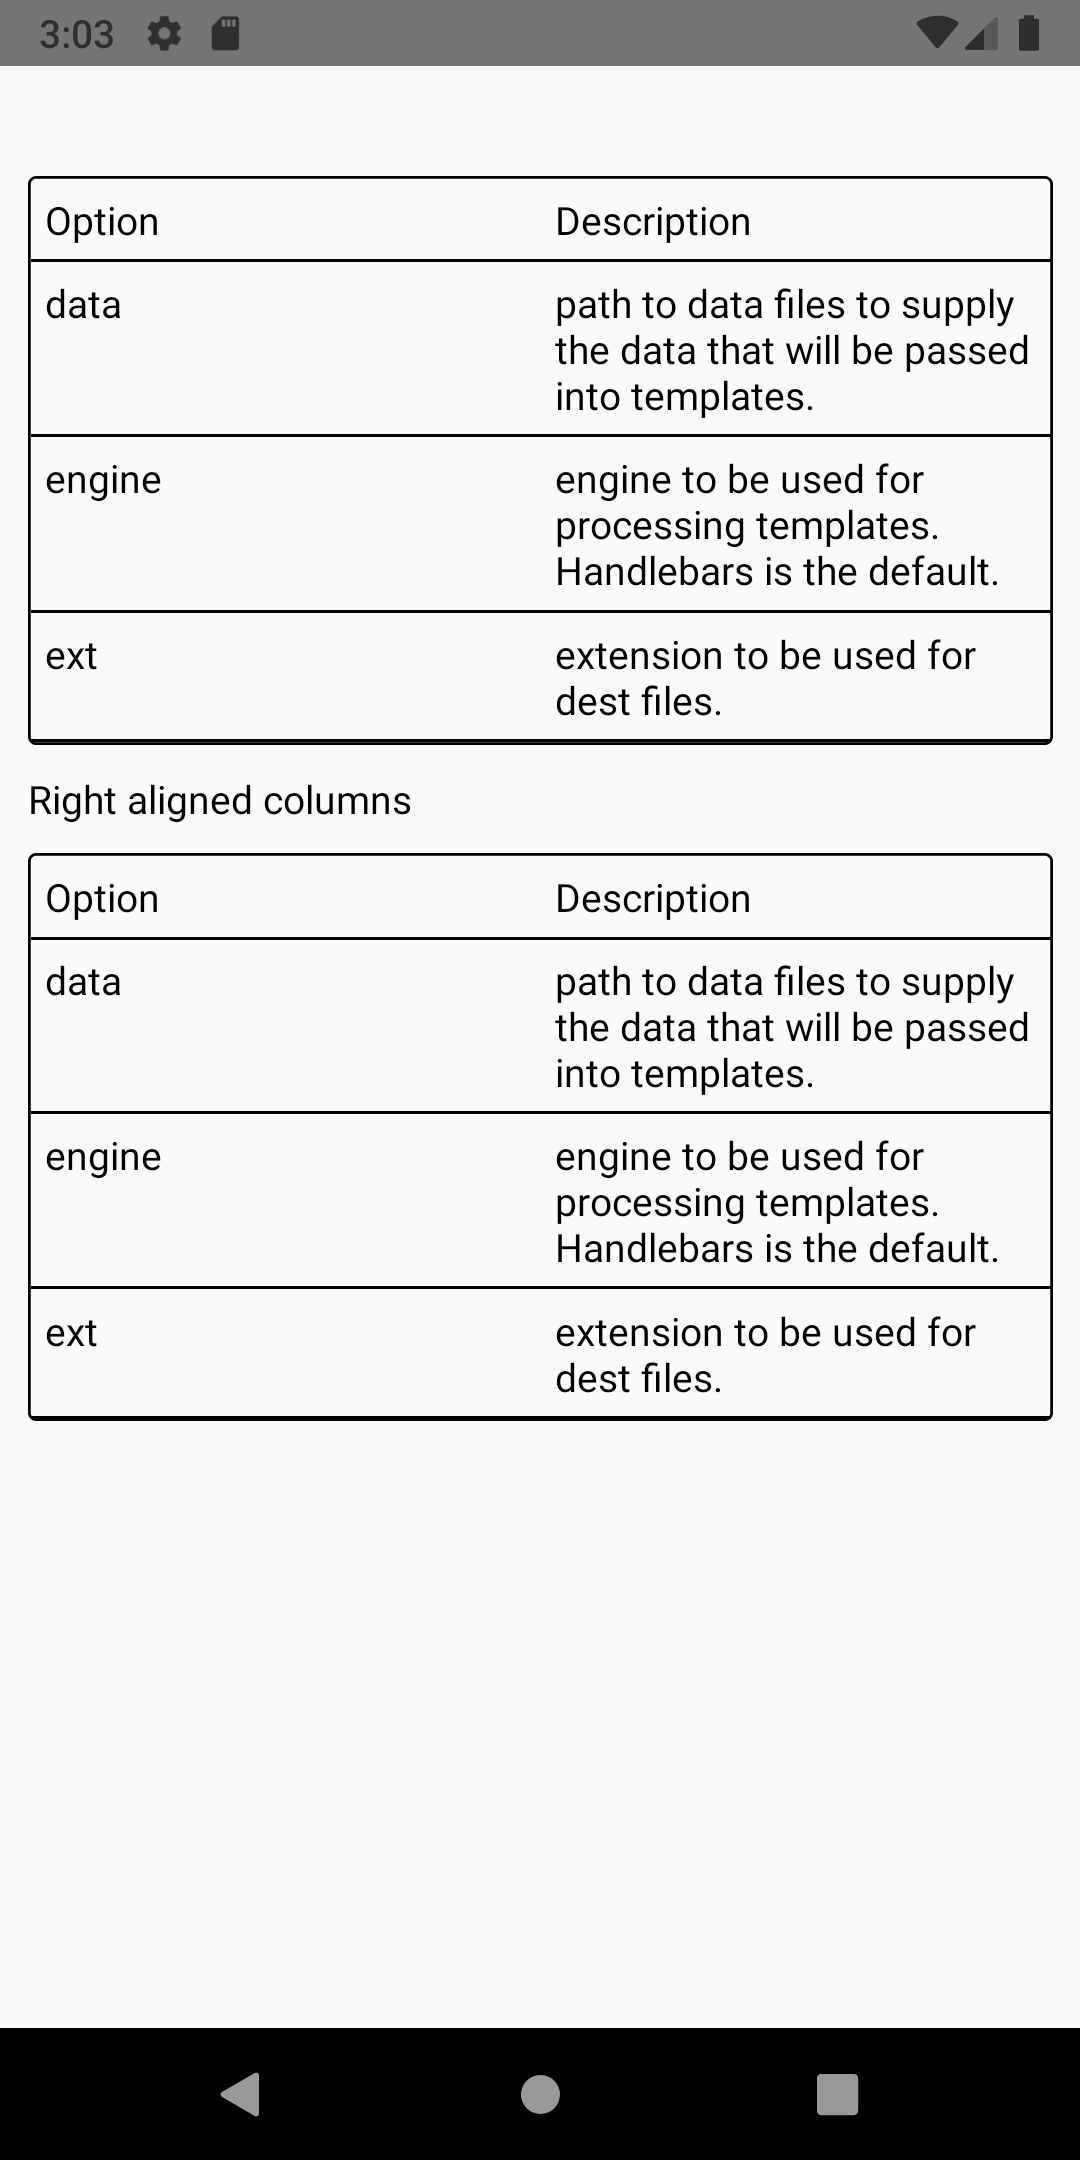 3:03
Option Description
data path to data files to supply
the data that will be passed
into templates.
engine engine to be used for
processing templates.
Handlebars is the default.
ext extension to be used for
dest files.
Right aligned columns
Option Description
data path to data files to supply
the data that will be passed
into templates.
engine engine to be used for
processing templates.
Handlebars is the default.
ext extension to be used for
dest files.